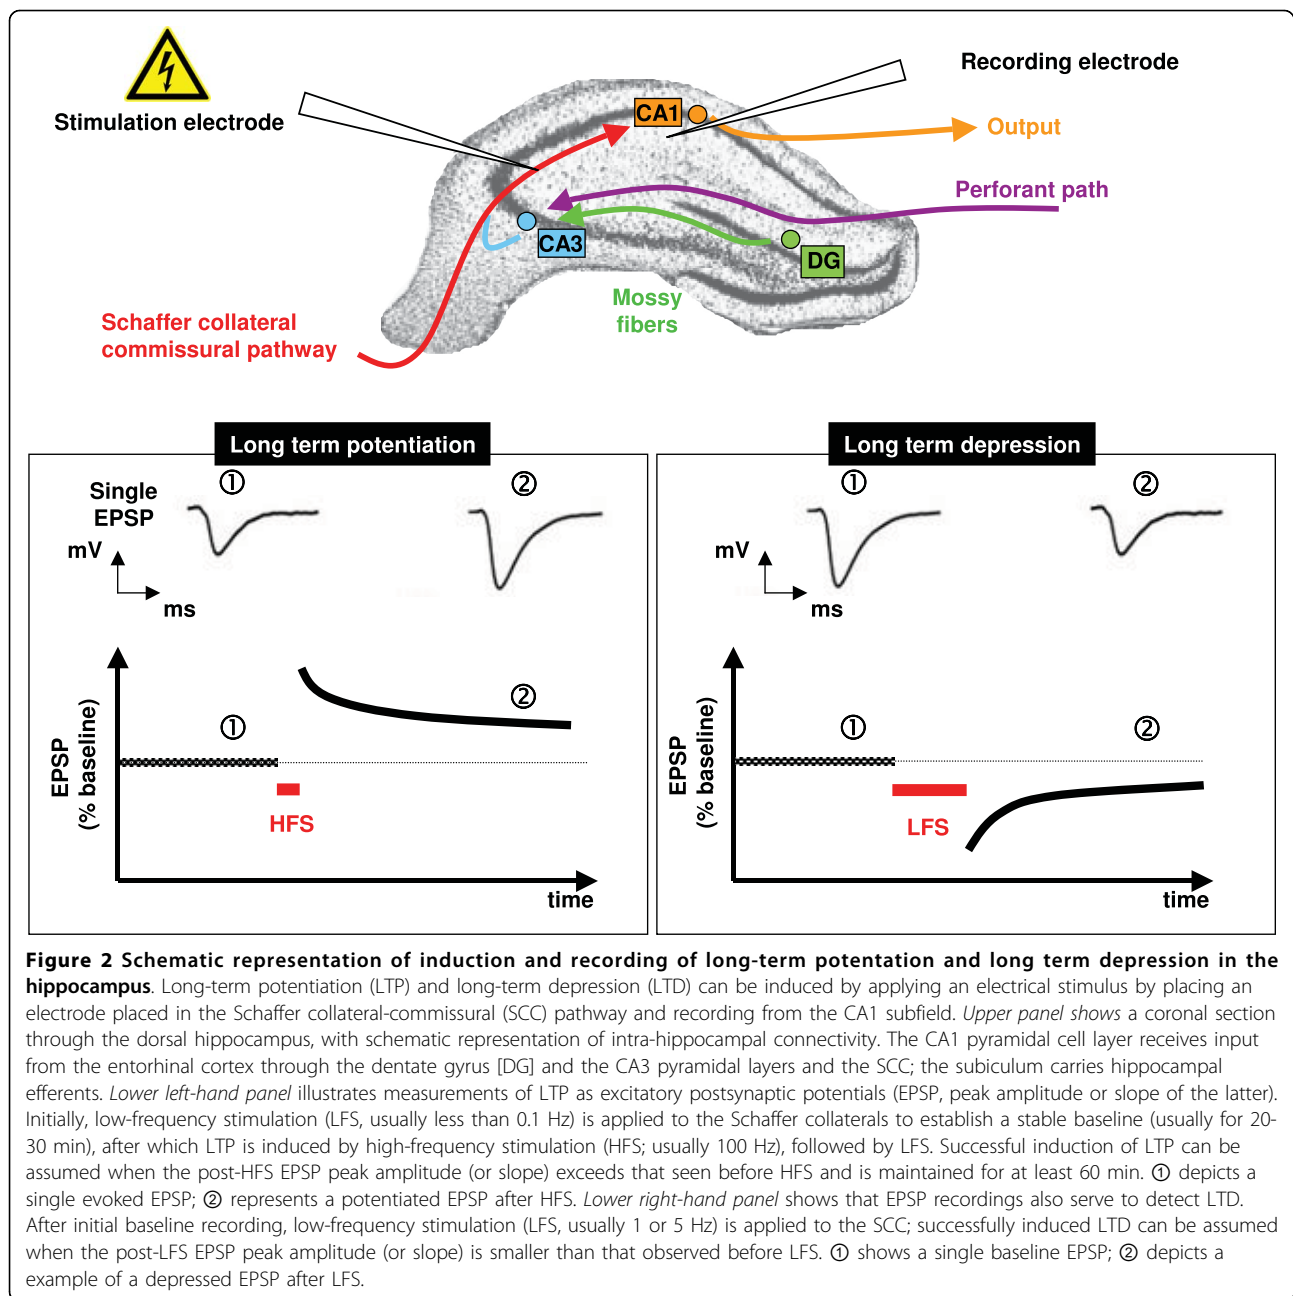 Stimulation electrode
Recording electrode
CA1
Output
Perforant path
CA3
DG
Mossy
fibers
Schaffer collateral
commissural pathway
Long term potentiation
Single
EPSP
①
②
mV
ms
EPSP
(% baseline)
①
②
HFS
time
Long term depression
①
②
mV
ms
EPSP
(% baseline)
①
②
LFS
time
Figure 2 Schematic representation of induction and recording of long-term potentation and long term depression in the
hippocampus. Long-term potentiation (LTP) and long-term depression (LTD) can be induced by applying an electrical stimulus by placing an
electrode placed in the Schaffer collateral-commissural (SCC) pathway and recording from the CA1 subfield. Upper panel shows a coronal section
through the dorsal hippocampus, with schematic representation of intra-hippocampal connectivity. The CA1 pyramidal cell layer receives input
from the entorhinal cortex through the dentate gyrus [DG] and the CA3 pyramidal layers and the SCC; the subiculum carries hippocampal
efferents. Lower left-hand panel illustrates measurements of LTP as excitatory postsynaptic potentials (EPSP, peak amplitude or slope of the latter).
Initially, low-frequency stimulation (LFS, usually less than 0.1 Hz) is applied to the Schaffer collaterals to establish a stable baseline (usually for 20-
30 min), after which LTP is induced by high-frequency stimulation (HFS; usually 100 Hz), followed by LFS. Successful induction of LTP can be
assumed when the post-HFS EPSP peak amplitude (or slope) exceeds that seen before HFS and is maintained for at least 60 min. ① depicts a
single evoked EPSP; ② represents a potentiated EPSP after HFS. Lower right-hand panel shows that EPSP recordings also serve to detect LTD.
After initial baseline recording, low-frequency stimulation (LFS, usually 1 or 5 Hz) is applied to the SCC; successfully induced LTD can be assumed
when the post-LFS EPSP peak amplitude (or slope) is smaller than that observed before LFS. ① shows a single baseline EPSP; ② depicts a
example of a depressed EPSP after LFS.